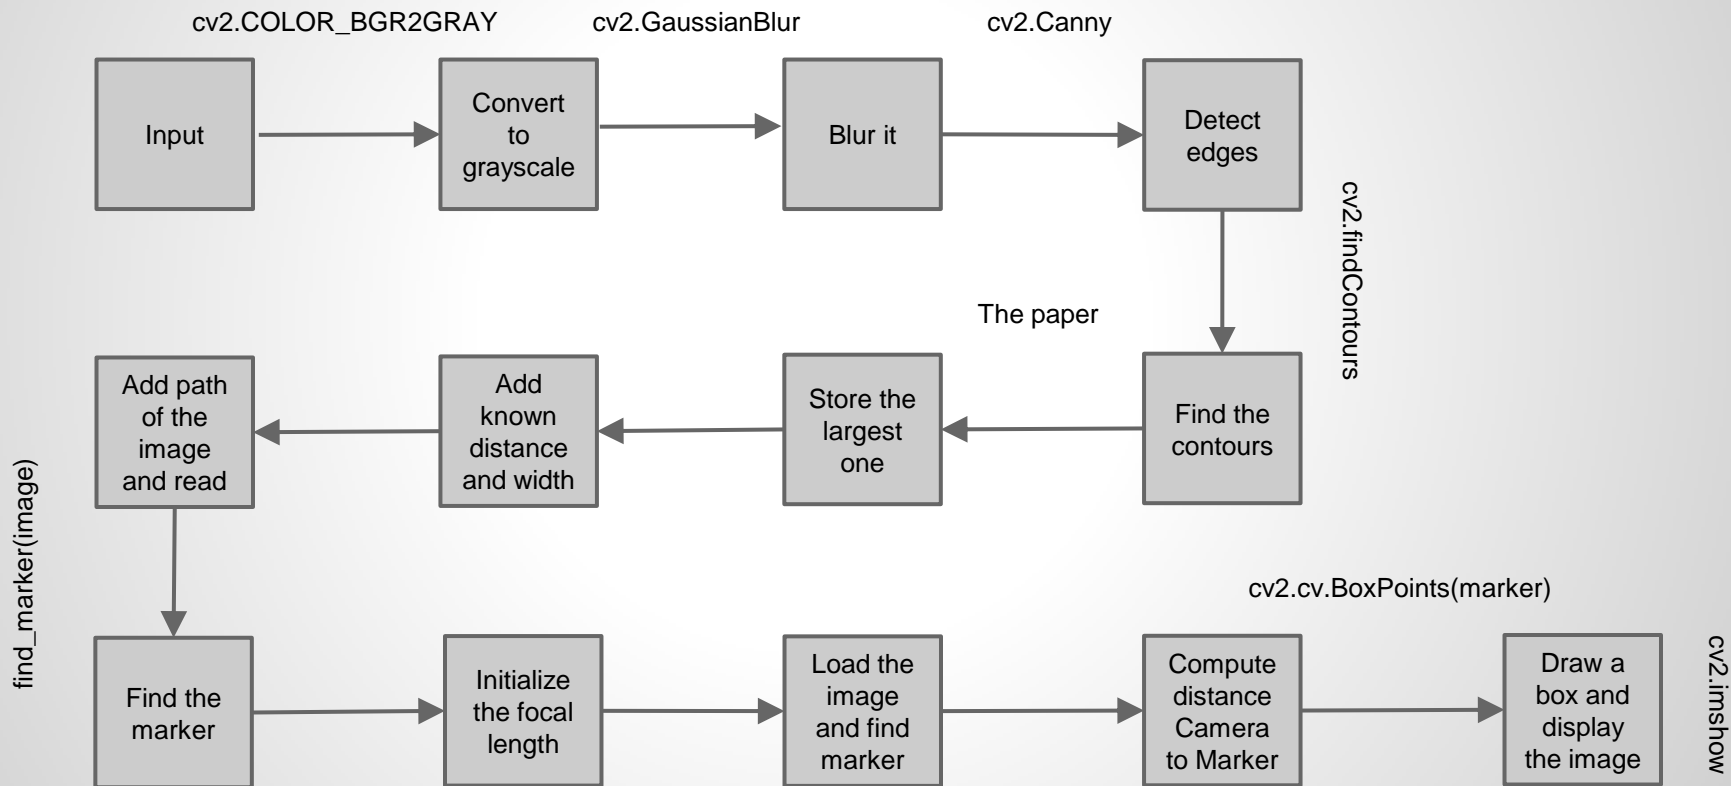 cv2.COLOR_BGR2GRAY
cv2.GaussianBlur
cv2.Canny
Input
Convert
to
grayscale
Blur it
Detect
edges
cv2.findContours
The paper
Find the
contours
Store the
largest
one
Add
known
distance
and width
Add path
of the
image
and read
find_marker(image)
Find the
marker
Initialize
the focal
length
Load the
image
and find
marker
Compute
distance
Camera
to Marker
cv2.cv.BoxPoints(marker)
Draw a
box and
display
the image
cv2.imshow